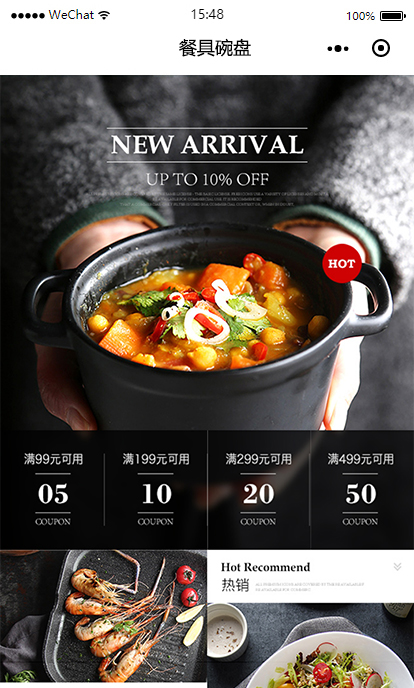 WeChat 15:48 100%
餐具碗盘
NEW ARRIVAL
UP TO 10% OFF
HOT
满99元可用 满199元可用 满299元可用 满499元可用
05 10 20 50
COUPON COUPON COUPON COUPON
Hot Recommend
热销